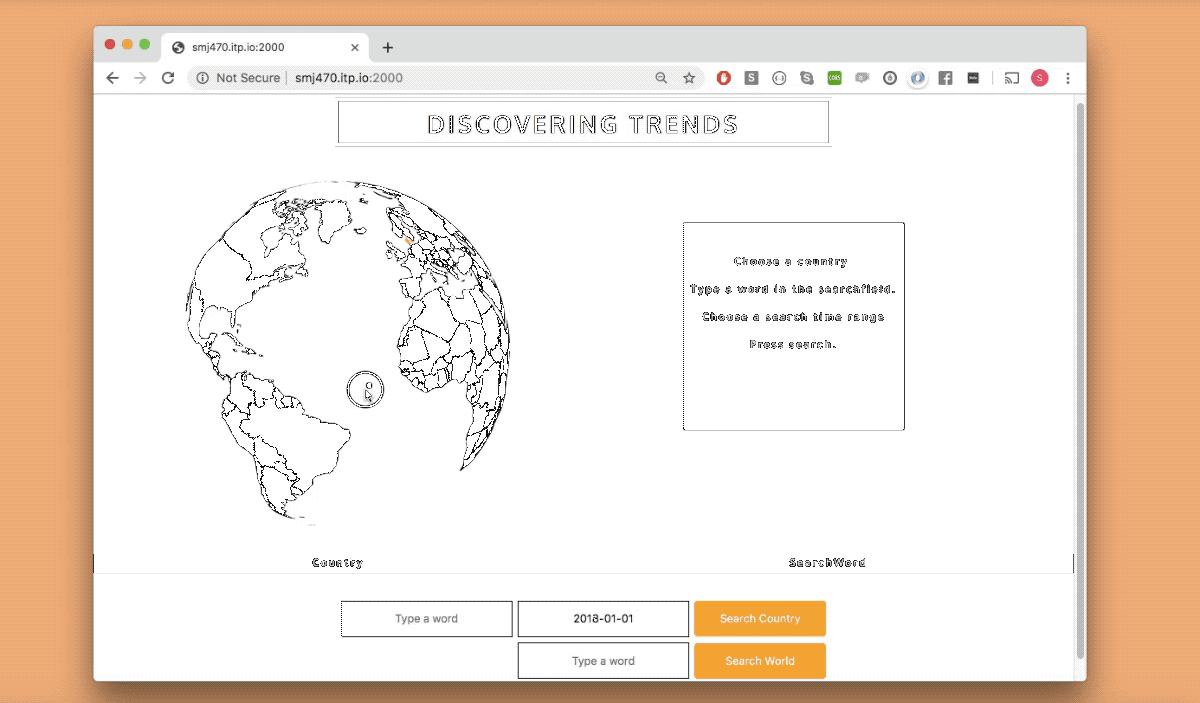 smj470.itp.io:2000
Not Secure | smj470.itp.io:2000
DISCOVERING TRENDS
Choose a country
Type a word in the searchfield.
Choose a search time range
Press search.
Country
SearchWord
Type a word
2018-01-01
Search Country
Type a word
Search World